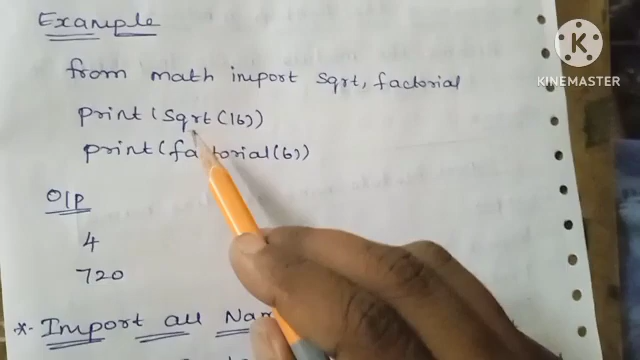 Example
from math import sqrt, factorial
print(sqrt(16))
print(factorial(6))
O/p
4
720
*- Import all
KINEMASTER